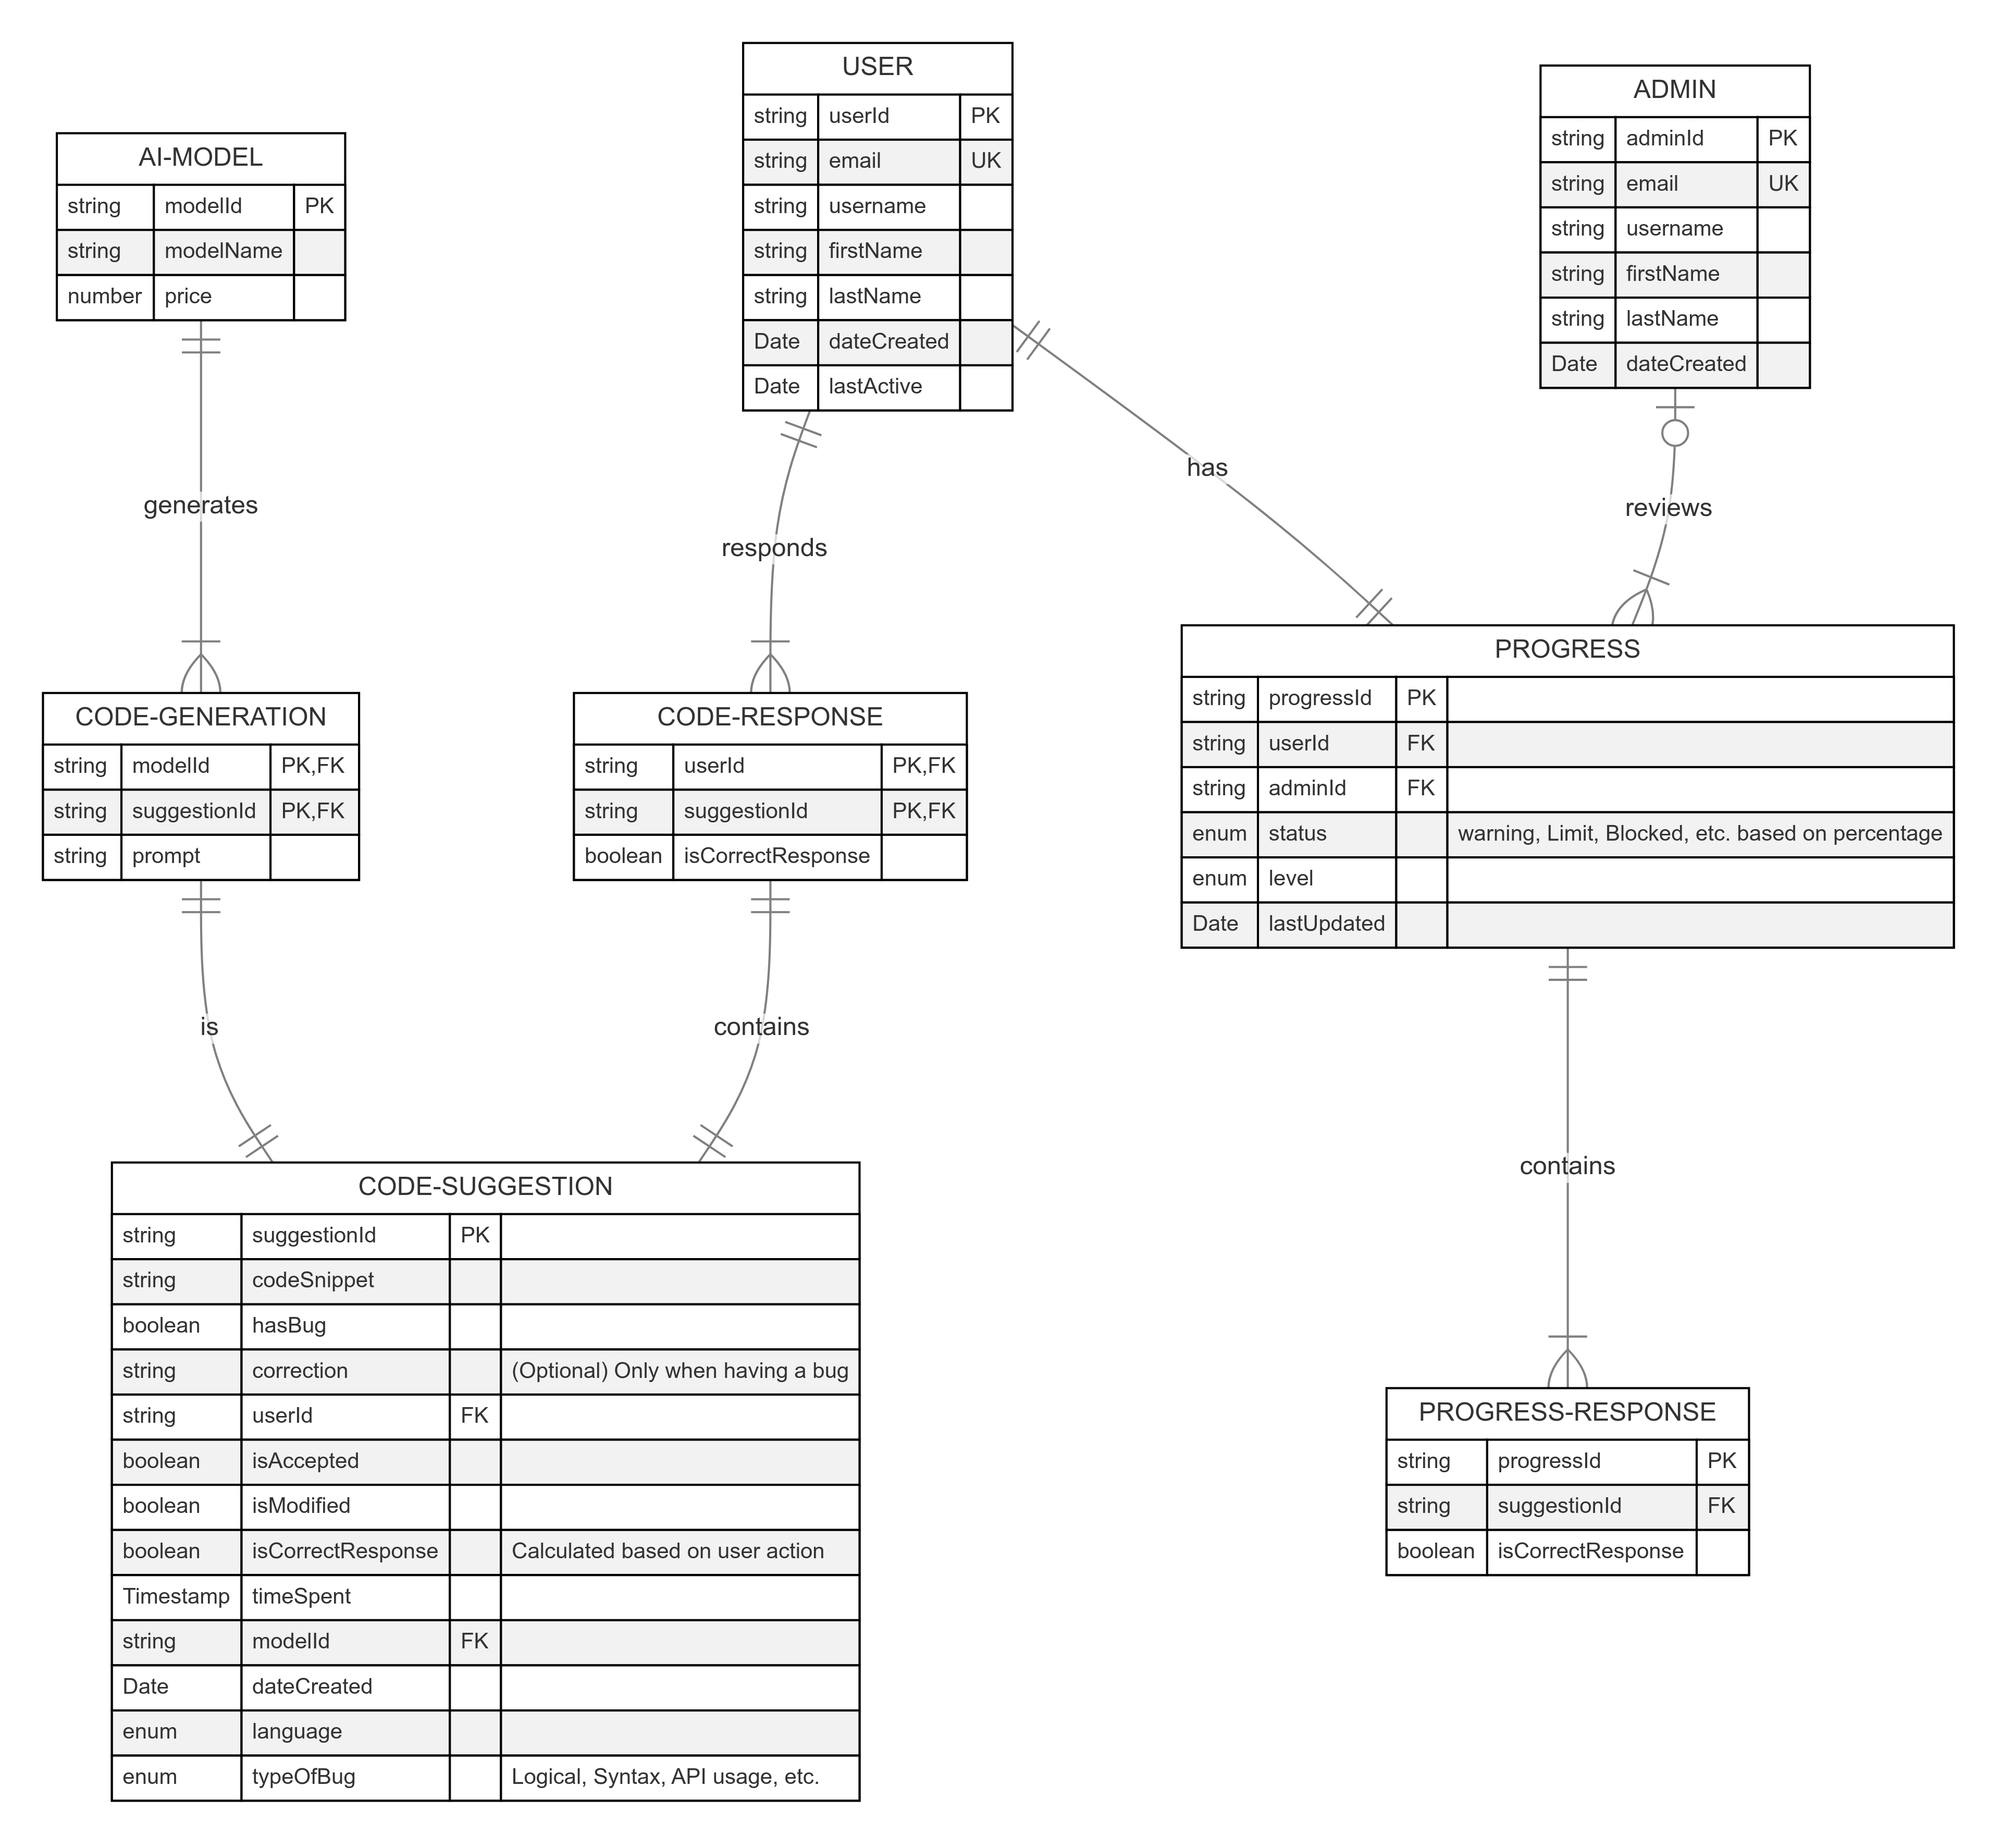 USER
string userId PK
string email UK
string username
string firstName
string lastName
Date dateCreated
Date lastActive
ADMIN
string adminId PK
string email UK
string username
string firstName
string lastName
Date dateCreated
AI-MODEL
string modelId PK
string modelName
number price
generates
responds
has
reviews
CODE-GENERATION
string modelId PK,FK
string suggestionId PK,FK
string prompt
CODE-RESPONSE
string userId PK,FK
string suggestionId PK,FK
boolean isCorrectResponse
PROGRESS
string progressId PK
string userId FK
string adminId FK
enum status warning, Limit, Blocked, etc. based on percentage
enum level
Date lastUpdated
is
contains
contains
CODE-SUGGESTION
string suggestionId PK
string codeSnippet
boolean hasBug
string correction (Optional) Only when having a bug
string userId FK
boolean isAccepted
boolean isModified
boolean isCorrectResponse Calculated based on user action
Timestamp timeSpent
string modelId FK
Date dateCreated
enum language
enum typeOfBug Logical, Syntax, API usage, etc.
PROGRESS-RESPONSE
string progressId PK
string suggestionId FK
boolean isCorrectResponse